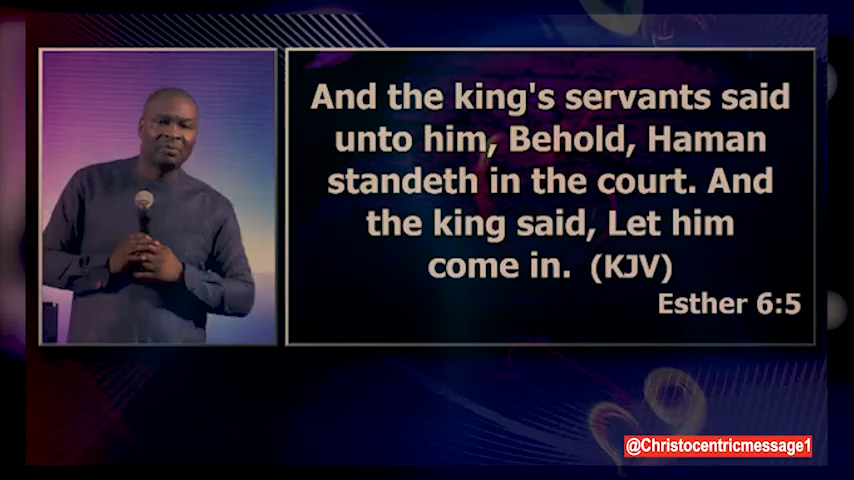 And the king's servants said
unto him, Behold, Haman
standeth in the court. And
the king said, Let him
come in. (KJV)
Esther 6:5
@Christocentricmessage1